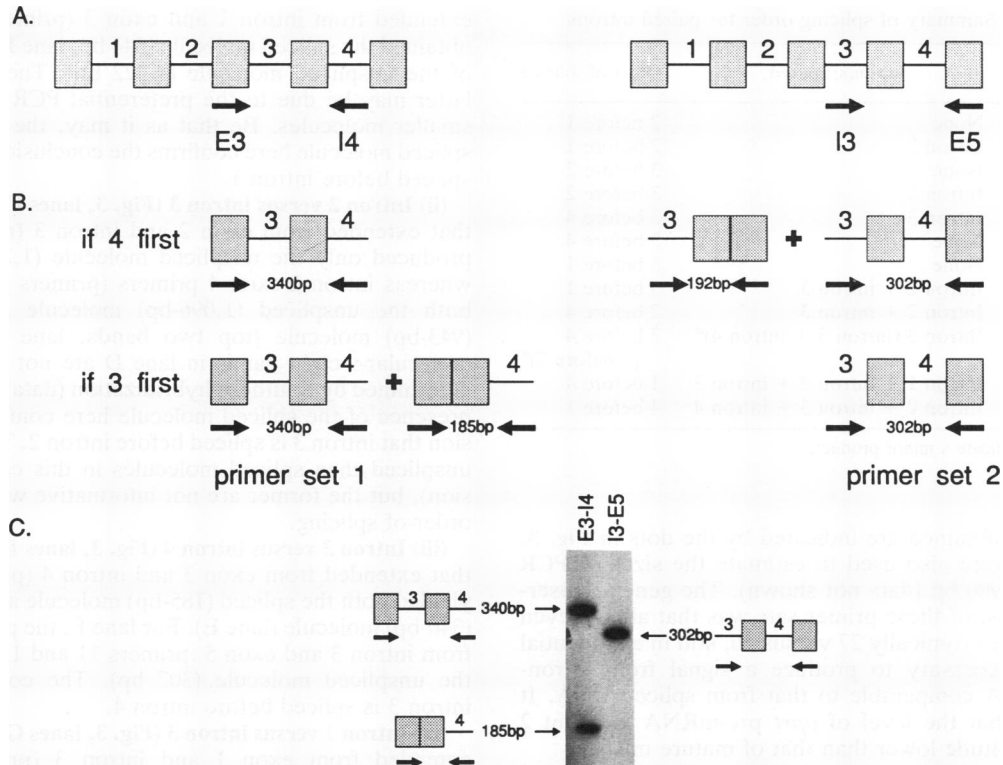 A.
1 2 3 4
E3 I4
1 2 3 4
I3 E5
B.
if 4 first
3 4
340bp
3
192bp
+
3 4
302bp
if 3 first
3 4
340bp
+
4
185bp
3 4
302bp
primer set 1
primer set 2
C.
E3-I4
I3-E5
3 4
340bp
302bp
3 4
4
185bp